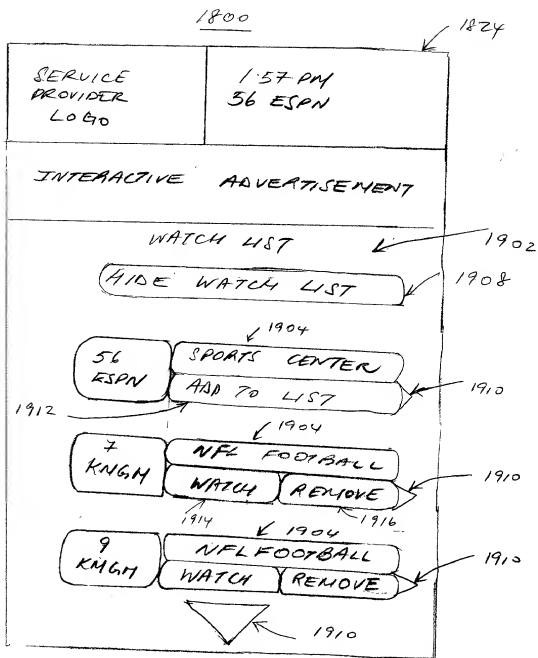 1800
1824
SERVICE
PROVIDER
LOGO
1:57 PM
56 ESPN
INTERACTIVE ADVERTISEMENT
WATCH LIST
1902
HIDE WATCH LIST
1908
1904
56
ESPN
SPORTS CENTER
ADD TO LIST
1910
1912
1904
7
KMGH
NFL FOOTBALL
WATCH
REMOVE
1910
1914
1916
1904
9
KMGH
NFL FOOTBALL
WATCH
REMOVE
1910
1910